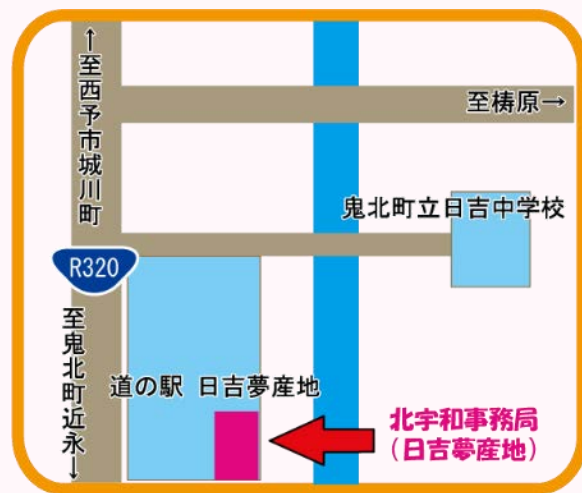 ↑至西予市城川町
至梼原→
鬼北町立日吉中学校
R320
至鬼北町近永↓
道の駅 日吉夢産地
北宇和事務局
(日吉夢産地)